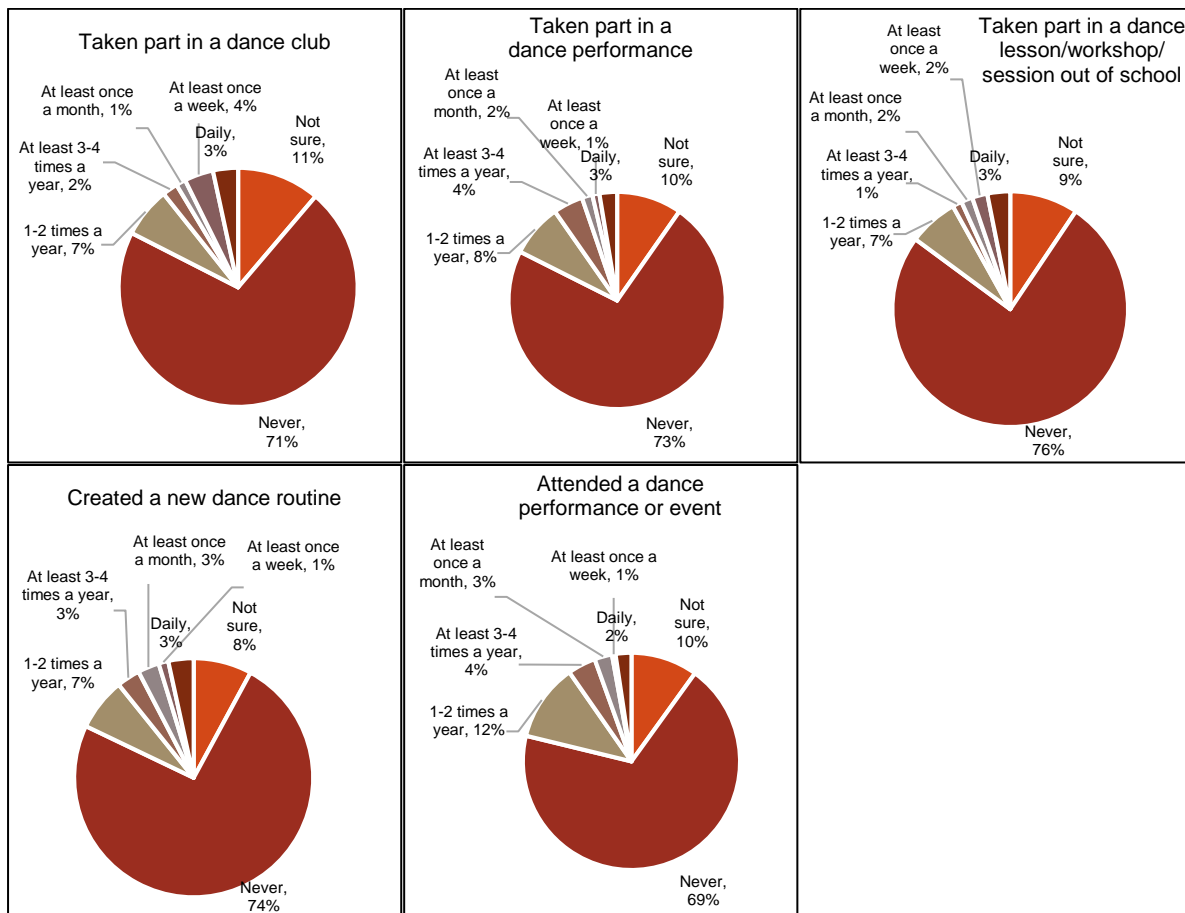 Taken part in a dance club
At least once
a month, 1%
At least once
a week, 4%
At least 3-4
times a
year, 2%
Daily,
3%
Not
sure,
11%
1-2 times a
year, 7%
Never,
71%
Taken part in a
dance performance
At least
once a
month, 2%
At least
once a
week, 1%
At least 3-4
times a year,
4%
Daily,
3%
Not
sure,
10%
1-2 times a
year, 8%
Never,
73%
Taken part in a dance
lesson/workshop/
session out of school
At least
once a
week, 2%
At least once
a month, 2%
At least 3-4
times a year,
1%
Daily,
3%
Not
sure,
9%
1-2 times a
year, 7%
Never,
76%
Created a new dance routine
At least once
a month, 3%
At least once
a week, 1%
At least 3-4
times a year,
3%
Daily,
3%
Not
sure,
8%
1-2 times a
year, 7%
Never,
74%
Attended a dance
performance or event
At least
once a
month, 3%
At least once a
week, 1%
At least 3-4
times a year,
4%
Daily,
2%
Not
sure,
10%
1-2 times a
year, 12%
Never,
69%